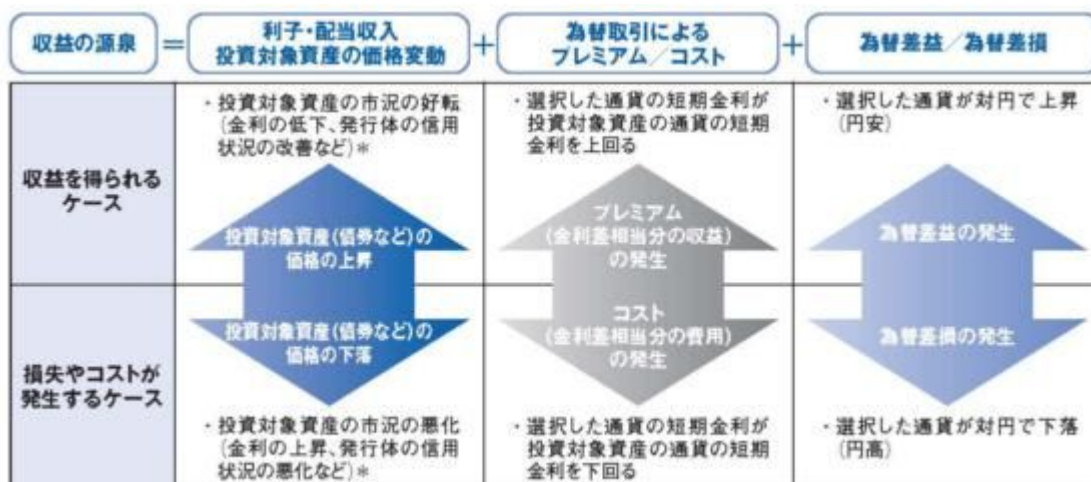 収益の源泉
=
利子・配当収入
投資対象資産の価格変動
+
為替取引による
プレミアム/コスト
+
為替差益/為替差損
収益を得られる
ケース
・投資対象資産の市況の好転
(金利の低下、発行体の信用
状況の改善など)*
投資対象資産(債券など)の
価格の上昇
・選択した通貨の短期金利が
投資対象資産の通貨の短期
金利を上回る
プレミアム
(金利差相当分の収益)
の発生
・選択した通貨が対円で上昇
(円安)
為替差益の発生
損失やコストが
発生するケース
投資対象資産(債券など)の
価格の下落
・投資対象資産の市況の悪化
(金利の上昇、発行体の信用
状況の悪化など)*
コスト
(金利差相当分の費用)
の発生
・選択した通貨の短期金利が
投資対象資産の通貨の短期
金利を下回る
為替差損の発生
・選択した通貨が対円で下落
(円高)